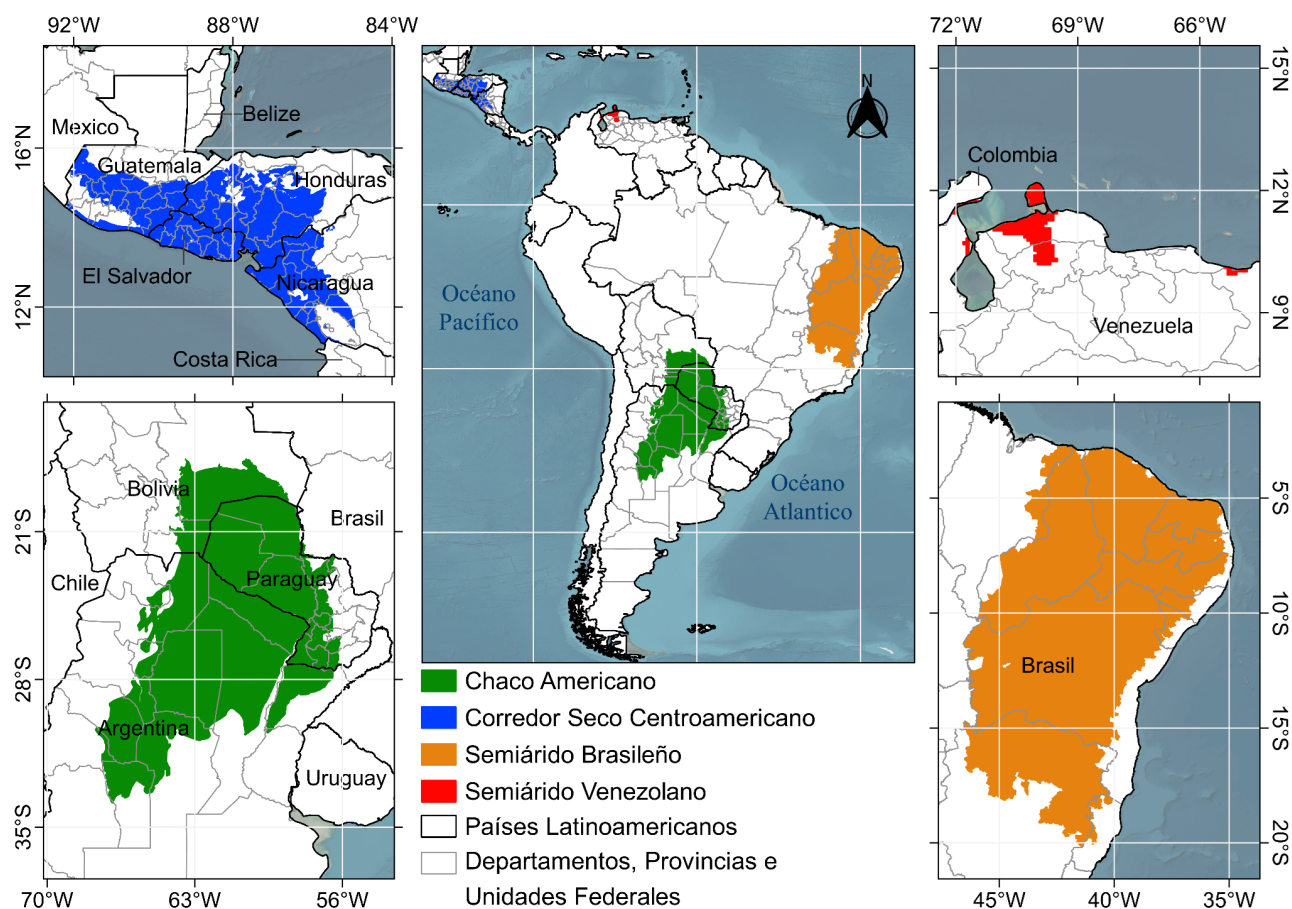 92°W
88°W
84°W
16°N
12°N
Mexico
Belize
Guatemala
Honduras
El Salvador
Nicaragua
Costa Rica
N
Océano
Pacífico
Océano
Atlantico
72°W
69°W
66°W
15°N
12°N
9°N
Colombia
Venezuela
Bolivia
Brasil
Chile
Paraguay
Argentina
Uruguay
21°S
28°S
35°S
70°W
63°W
56°W
Chaco Americano
Corredor Seco Centroamericano
Semiárido Brasileño
Semiárido Venezolano
Países Latinoamericanos
Departamentos, Provincias e
Unidades Federales
Brasil
5°S
10°S
15°S
20°S
45°W
40°W
35°W